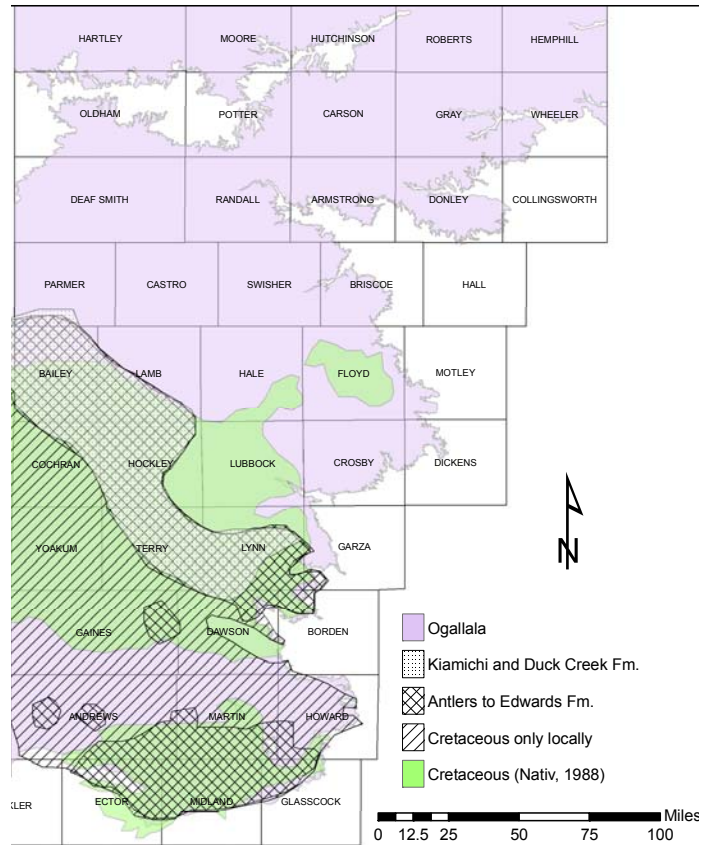 HARTLEY MOORE HUTCHINSON ROBERTS HEMPHILL
OLDHAM POTTER CARSON GRAY WHEELER
DEAF SMITH RANDALL ARMSTRONG DONLEY COLLINGSWORTH
PARMER CASTRO SWISHER BRISCOE HALL
BAILEY LAMB HALE FLOYD MOTLEY
COCHRAN HOCKLEY LUBBOCK CROSBY DICKENS
YOAKUM TERRY LYNN GARZA
N
GAINES DAWSON BORDEN
ANDREWS MARTIN HOWARD
KLER ECTOR MIDLAND GLASSCOCK
Ogallala
Kiamichi and Duck Creek Fm.
Antlers to Edwards Fm.
Cretaceous only locally
Cretaceous (Nativ, 1988)
Miles
0 12.5 25 50 75 100